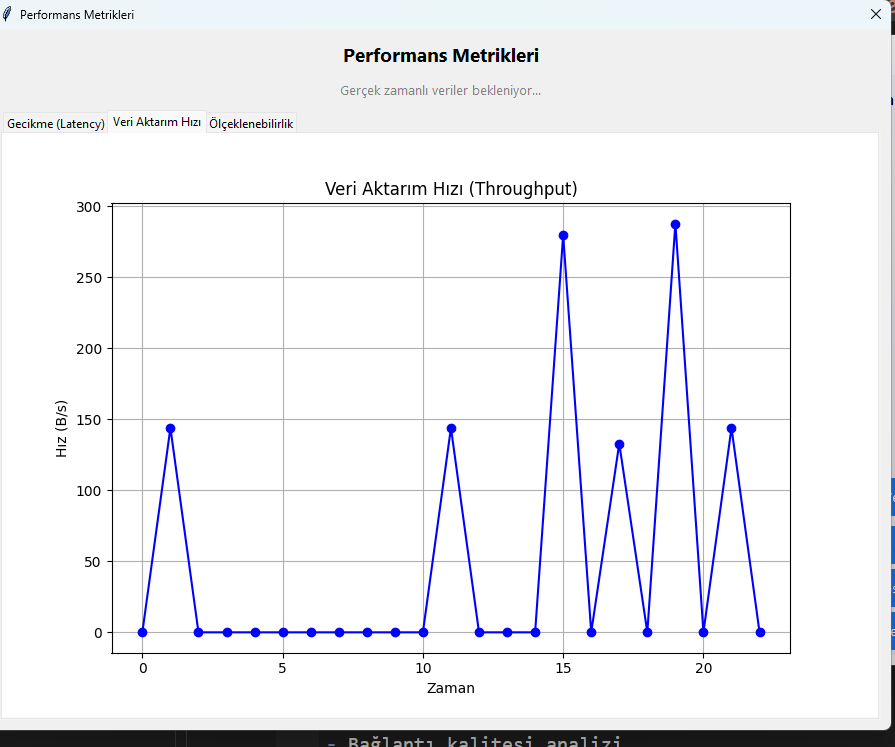 Performans Metrikleri
Performans Metrikleri
Gerçek zamanlı veriler bekleniyor...
Gecikme (Latency) Veri Aktarım Hızı Ölçeklenebilirlik
Veri Aktarım Hızı (Throughput)
300
250
200
150
100
50
0
Hız (B/s)
0 5 10 15 20
Zaman
- Bağlantı kalitesi analizi